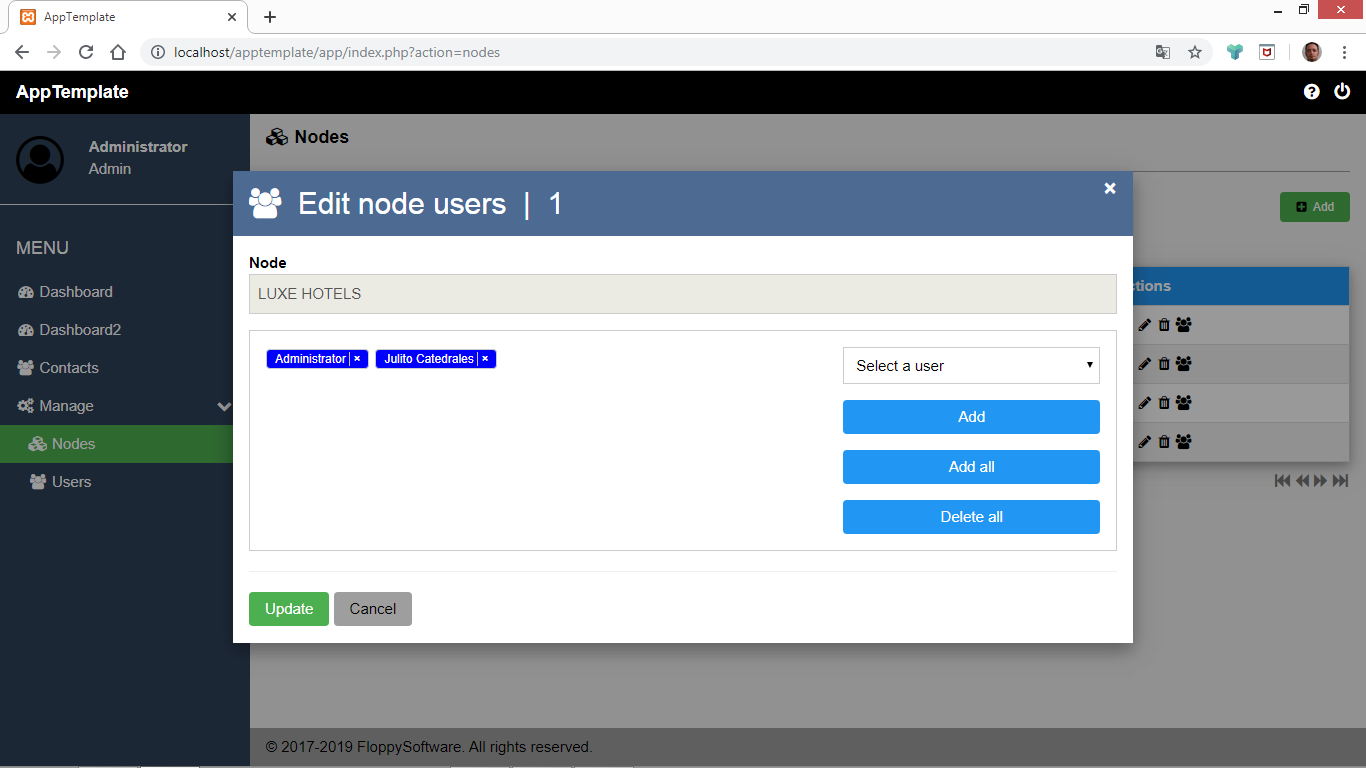 AppTemplate
localhost/apptemplate/app/index.php?action=nodes
AppTemplate
Administrator
Admin
MENU
Dashboard
Dashboard2
Contacts
Manage
Nodes
Users
Nodes
Add
Edit node users | 1
Node
LUXE HOTELS
Administrator
Julito Catedrales
Select a user
Add
Add all
Delete all
Update Cancel
© 2017-2019 FloppySoftware. All rights reserved.